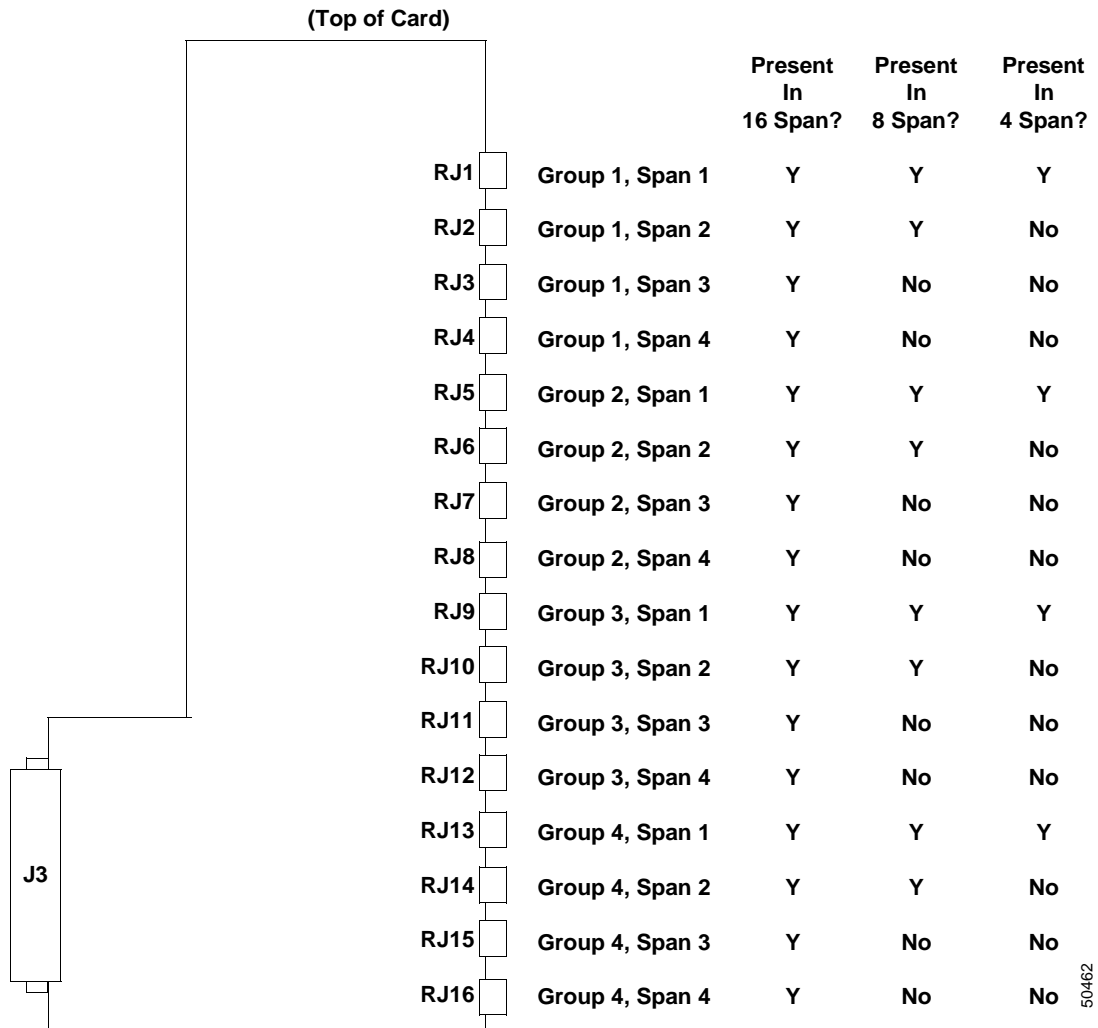 (Top of Card)
Present In 16 Span?
Present In 8 Span?
Present In 4 Span?
RJ1 Group 1, Span 1 Y Y Y
RJ2 Group 1, Span 2 Y Y No
RJ3 Group 1, Span 3 Y No No
RJ4 Group 1, Span 4 Y No No
RJ5 Group 2, Span 1 Y Y Y
RJ6 Group 2, Span 2 Y Y No
RJ7 Group 2, Span 3 Y No No
RJ8 Group 2, Span 4 Y No No
RJ9 Group 3, Span 1 Y Y Y
RJ10 Group 3, Span 2 Y Y No
RJ11 Group 3, Span 3 Y No No
RJ12 Group 3, Span 4 Y No No
RJ13 Group 4, Span 1 Y Y Y
J3
RJ14 Group 4, Span 2 Y Y No
RJ15 Group 4, Span 3 Y No No
RJ16 Group 4, Span 4 Y No No
50462